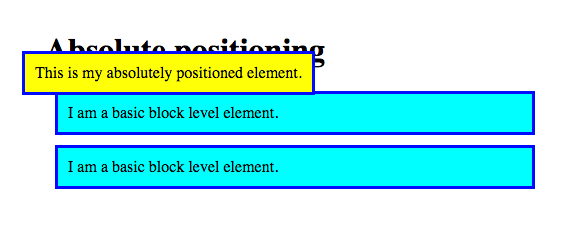 Absolute positioning
This is my absolutely positioned element.
I am a basic block level element.
I am a basic block level element.